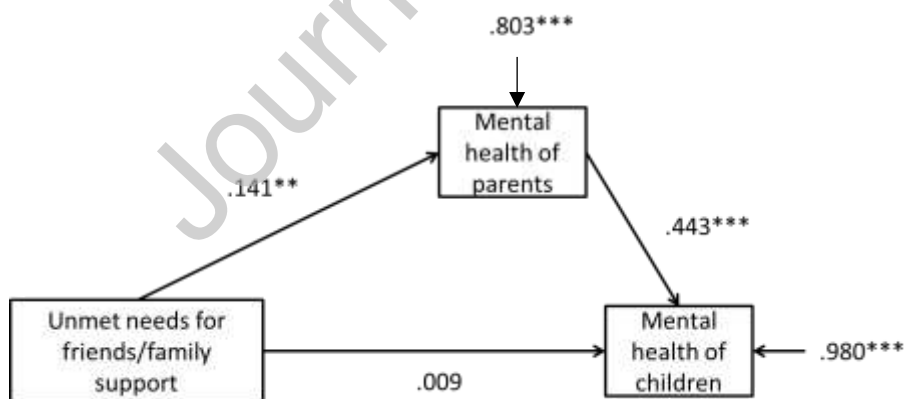 .803***
Journ
Mental
health of
parents
.141**
.443***
Unmet needs for
friends/family
support
Mental
health of
children
.980***
.009